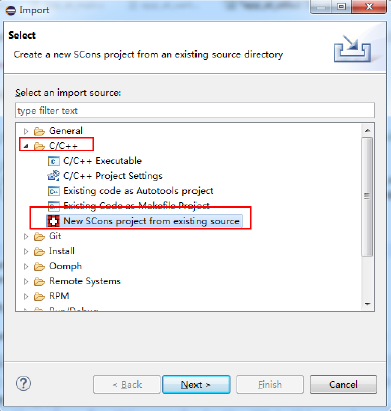 Import
Select
Create a new SCons project from an existing source directory
Select an import source:
type filter text
General
C/C++
C/C++ Executable
C/C++ Project Settings
Existing code as Autotools project
Existing Code as Makefile Project
New SCons project from existing source
Git
Install
Oomph
Remote Systems
RPM
Run/Debug
?
< Back
Next >
Finish
Cancel